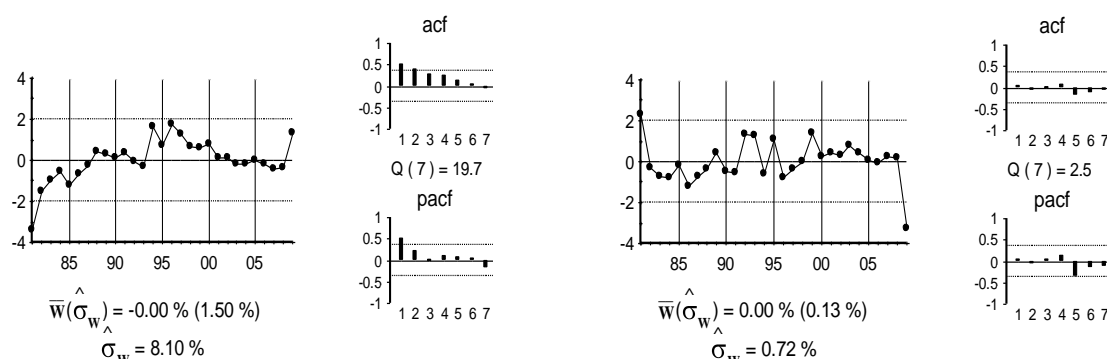 acf
1
0.5
0
-0.5
-1
1 2 3 4 5 6 7
Q ( 7 ) = 19.7
4
2
0
-2
-4
85 90 95 00 05
pacf
1
0.5
0
-0.5
-1
1 2 3 4 5 6 7
w̅(σ̂w) = -0.00 % (1.50 %)
σ̂w = 8.10 %
acf
1
0.5
0
-0.5
-1
1 2 3 4 5 6 7
Q ( 7 ) = 2.5
4
2
0
-2
-4
85 90 95 00 05
pacf
1
0.5
0
-0.5
-1
1 2 3 4 5 6 7
w̅(σ̂w) = 0.00 % (0.13 %)
σ̂w = 0.72 %